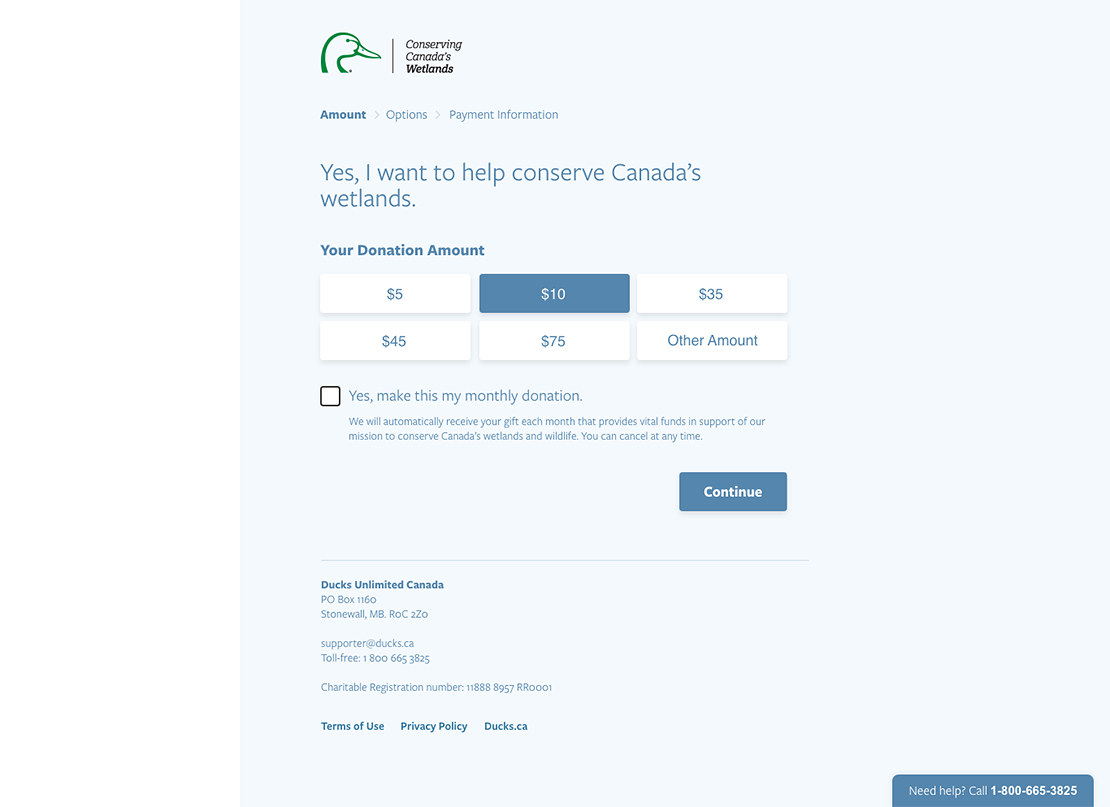 Conserving
Canada's
Wetlands
Amount > Options > Payment Information
Yes, I want to help conserve Canada's
wetlands.
Your Donation Amount
$5 $10 $35
$45 $75 Other Amount
Yes, make this my monthly donation.
We will automatically receive your gift each month that provides vital funds in support of our
mission to conserve Canada's wetlands and wildlife. You can cancel at any time.
Continue
Ducks Unlimited Canada
PO Box 1160
Stonewall, MB. R0C 2Z0
supporter@ducks.ca
Toll-free: 1 800 665 3825
Charitable Registration number: 11888 8957 RR0001
Terms of Use Privacy Policy Ducks.ca
Need help? Call 1-800-665-3825